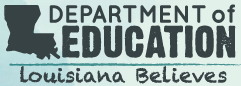 DEPARTMENT of
EDUCATION
Louisiana Believes